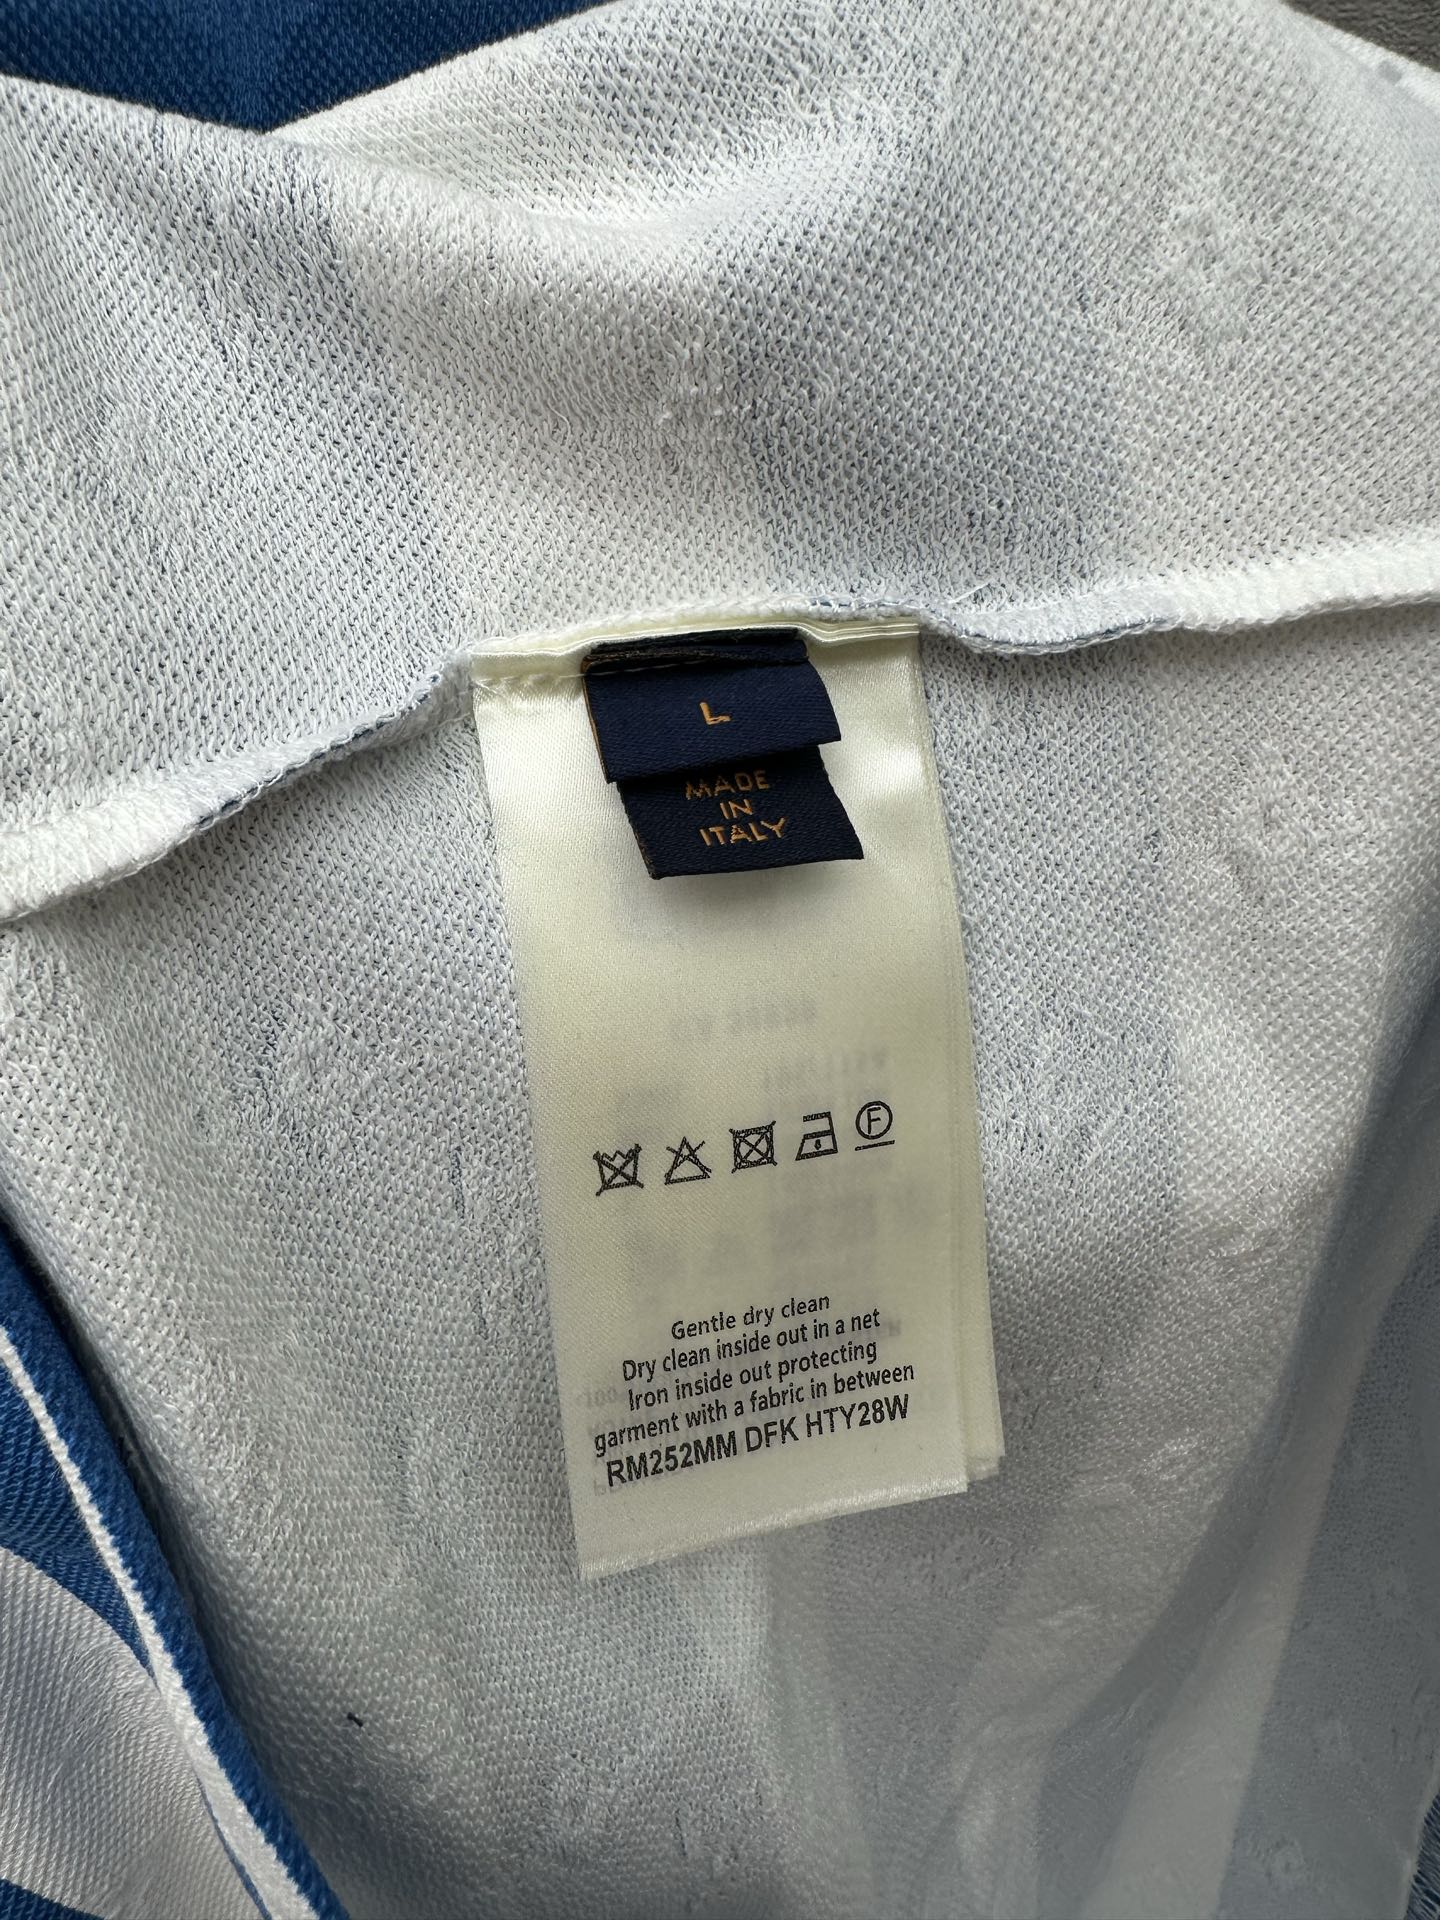 L
MADE
IN
ITALY
F
Gentle dry clean
Dry clean inside out in a net
Iron inside out protecting
garment with a fabric in between
RM252MM DFK HTY28W